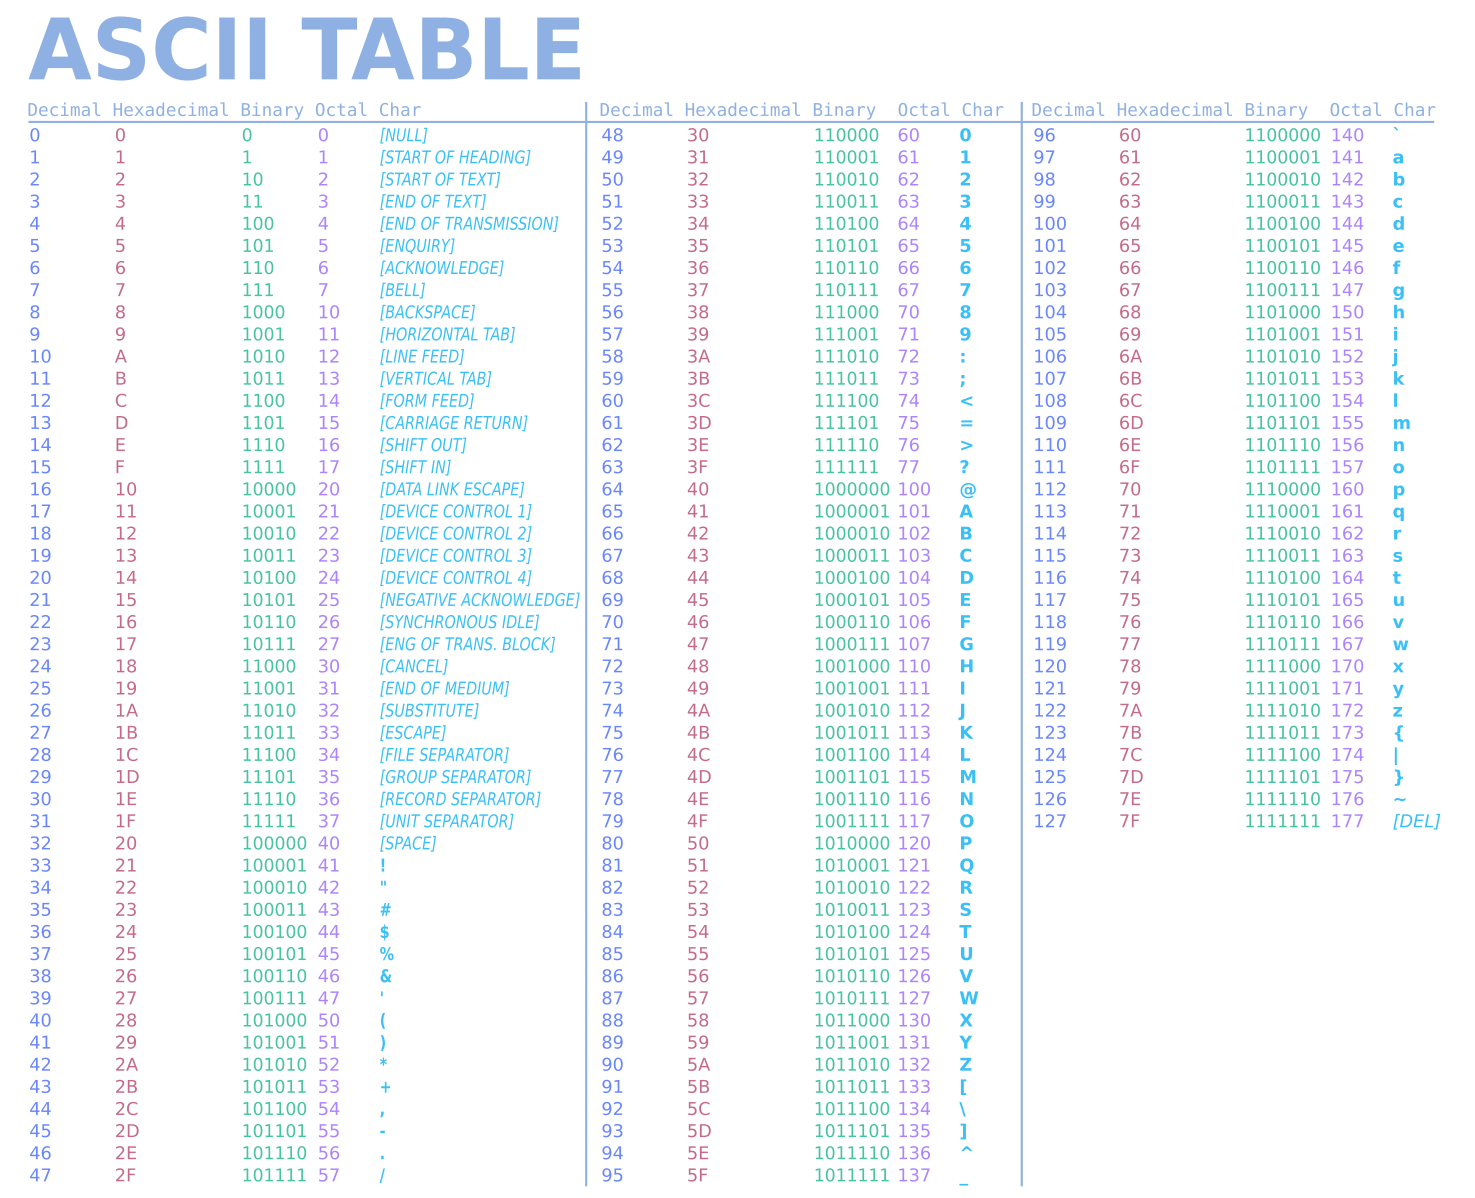 ASCII TABLE
Decimal Hexadecimal Binary Octal Char Decimal Hexadecimal Binary Octal Char Decimal Hexadecimal Binary Octal Char
0 0 0 0 [NULL] 48 30 110000 60 0 96 60 1100000 140 `
1 1 1 1 [START OF HEADING] 49 31 110001 61 1 97 61 1100001 141 a
2 2 10 2 [START OF TEXT] 50 32 110010 62 2 98 62 1100010 142 b
3 3 11 3 [END OF TEXT] 51 33 110011 63 3 99 63 1100011 143 c
4 4 100 4 [END OF TRANSMISSION] 52 34 110100 64 4 100 64 1100100 144 d
5 5 101 5 [ENQUIRY] 53 35 110101 65 5 101 65 1100101 145 e
6 6 110 6 [ACKNOWLEDGE] 54 36 110110 66 6 102 66 1100110 146 f
7 7 111 7 [BELL] 55 37 110111 67 7 103 67 1100111 147 g
8 8 1000 10 [BACKSPACE] 56 38 111000 70 8 104 68 1101000 150 h
9 9 1001 11 [HORIZONTAL TAB] 57 39 111001 71 9 105 69 1101001 151 i
10 A 1010 12 [LINE FEED] 58 3A 111010 72 : 106 6A 1101010 152 j
11 B 1011 13 [VERTICAL TAB] 59 3B 111011 73 ; 107 6B 1101011 153 k
12 C 1100 14 [FORM FEED] 60 3C 111100 74 < 108 6C 1101100 154 l
13 D 1101 15 [CARRIAGE RETURN] 61 3D 111101 75 = 109 6D 1101101 155 m
14 E 1110 16 [SHIFT OUT] 62 3E 111110 76 > 110 6E 1101110 156 n
15 F 1111 17 [SHIFT IN] 63 3F 111111 77 ? 111 6F 1101111 157 o
16 10 10000 20 [DATA LINK ESCAPE] 64 40 1000000 100 @ 112 70 1110000 160 p
17 11 10001 21 [DEVICE CONTROL 1] 65 41 1000001 101 A 113 71 1110001 161 q
18 12 10010 22 [DEVICE CONTROL 2] 66 42 1000010 102 B 114 72 1110010 162 r
19 13 10011 23 [DEVICE CONTROL 3] 67 43 1000011 103 C 115 73 1110011 163 s
20 14 10100 24 [DEVICE CONTROL 4] 68 44 1000100 104 D 116 74 1110100 164 t
21 15 10101 25 [NEGATIVE ACKNOWLEDGE] 69 45 1000101 105 E 117 75 1110101 165 u
22 16 10110 26 [SYNCHRONOUS IDLE] 70 46 1000110 106 F 118 76 1110110 166 v
23 17 10111 27 [ENG OF TRANS. BLOCK] 71 47 1000111 107 G 119 77 1110111 167 w
24 18 11000 30 [CANCEL] 72 48 1001000 110 H 120 78 1111000 170 x
25 19 11001 31 [END OF MEDIUM] 73 49 1001001 111 I 121 79 1111001 171 y
26 1A 11010 32 [SUBSTITUTE] 74 4A 1001010 112 J 122 7A 1111010 172 z
27 1B 11011 33 [ESCAPE] 75 4B 1001011 113 K 123 7B 1111011 173 {
28 1C 11100 34 [FILE SEPARATOR] 76 4C 1001100 114 L 124 7C 1111100 174 |
29 1D 11101 35 [GROUP SEPARATOR] 77 4D 1001101 115 M 125 7D 1111101 175 }
30 1E 11110 36 [RECORD SEPARATOR] 78 4E 1001110 116 N 126 7E 1111110 176 ~
31 1F 11111 37 [UNIT SEPARATOR] 79 4F 1001111 117 O 127 7F 1111111 177 [DEL]
32 20 100000 40 [SPACE] 80 50 1010000 120 P
33 21 100001 41 ! 81 51 1010001 121 Q
34 22 100010 42 " 82 52 1010010 122 R
35 23 100011 43 # 83 53 1010011 123 S
36 24 100100 44 $ 84 54 1010100 124 T
37 25 100101 45 % 85 55 1010101 125 U
38 26 100110 46 & 86 56 1010110 126 V
39 27 100111 47 ' 87 57 1010111 127 W
40 28 101000 50 ( 88 58 1011000 130 X
41 29 101001 51 ) 89 59 1011001 131 Y
42 2A 101010 52 * 90 5A 1011010 132 Z
43 2B 101011 53 + 91 5B 1011011 133 [
44 2C 101100 54 , 92 5C 1011100 134 \
45 2D 101101 55 - 93 5D 1011101 135 ]
46 2E 101110 56 . 94 5E 1011110 136 ^
47 2F 101111 57 / 95 5F 1011111 137 _